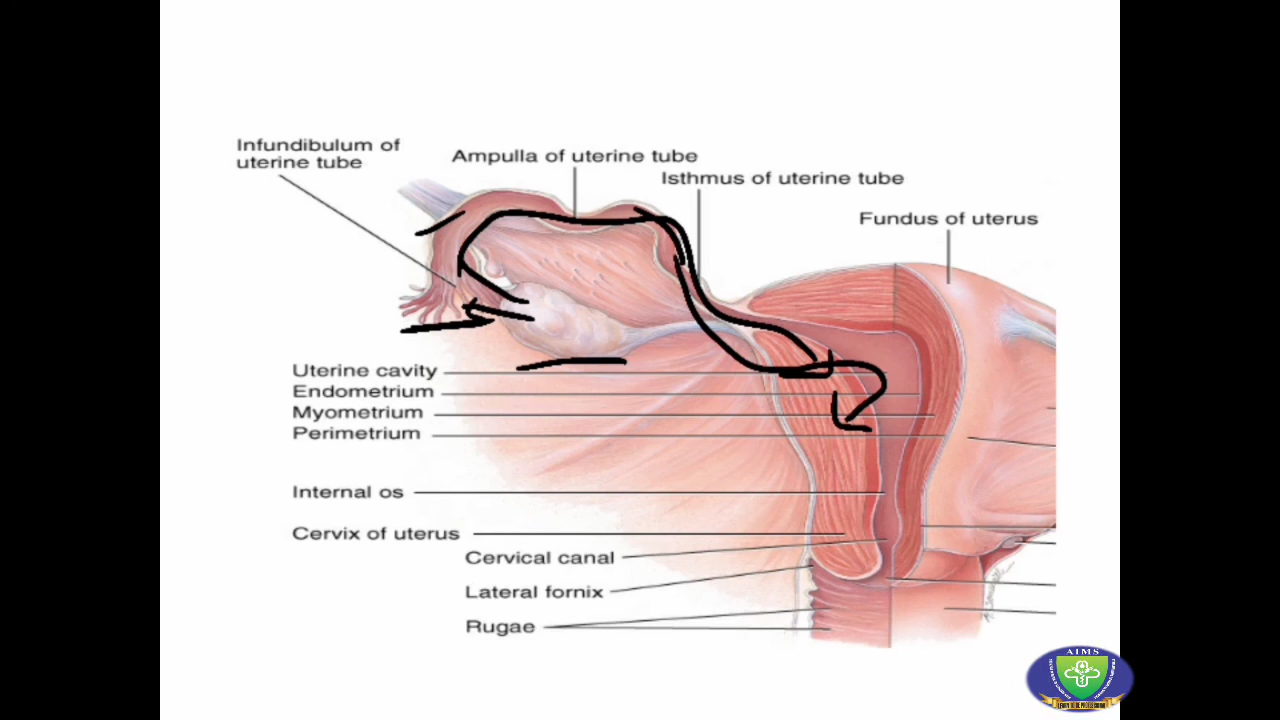 Infundibulum of
uterine tube
Ampulla of uterine tube
Isthmus of uterine tube
Fundus of uterus
Uterine cavity
Endometrium
Myometrium
Perimetrium
Internal os
Cervix of uterus
Cervical canal
Lateral fornix
Rugae
AIMS